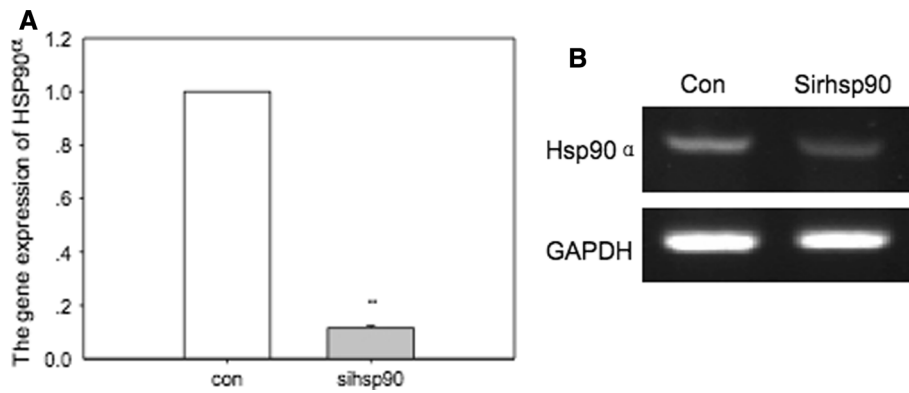 A
The gene expression of HSP90α
1.2
1.0
.8
.6
.4
.2
0.0
**
con
sihsp90
B
Con
Sirhsp90
Hsp90 α
GAPDH